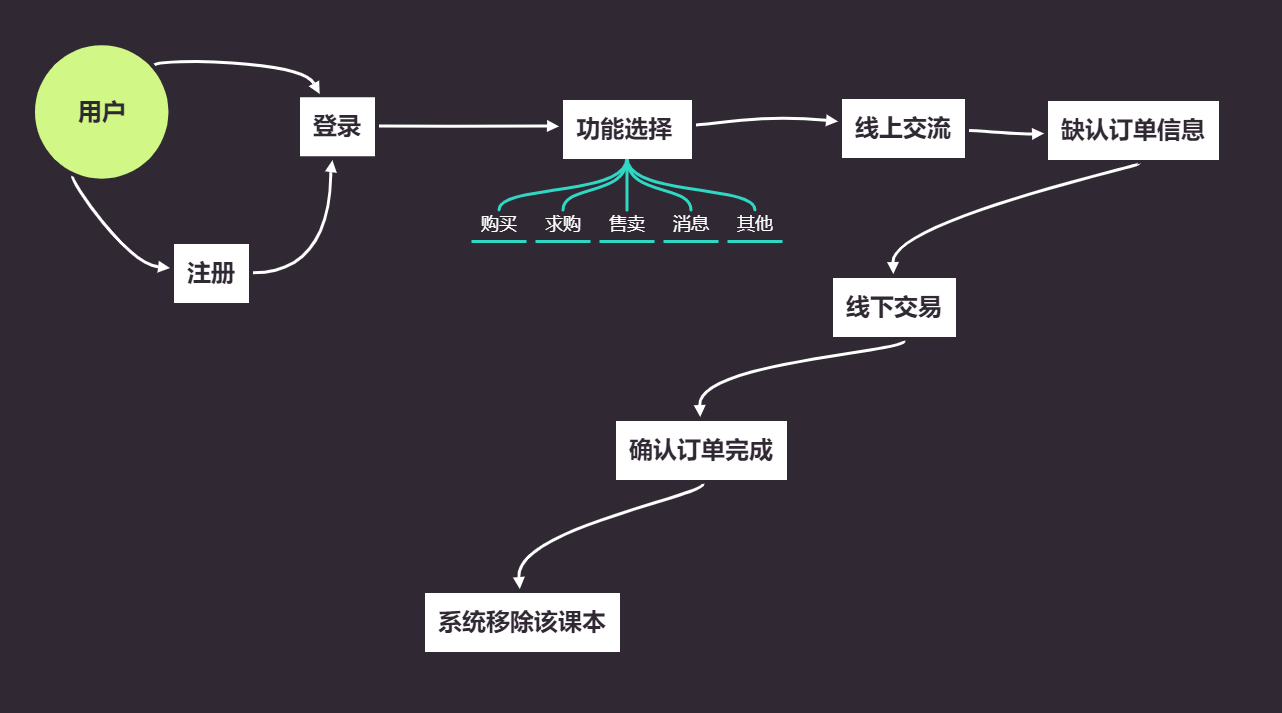 用户
登录
功能选择
线上交流
缺认订单信息
购买
求购
售卖
消息
其他
注册
线下交易
确认订单完成
系统移除该课本